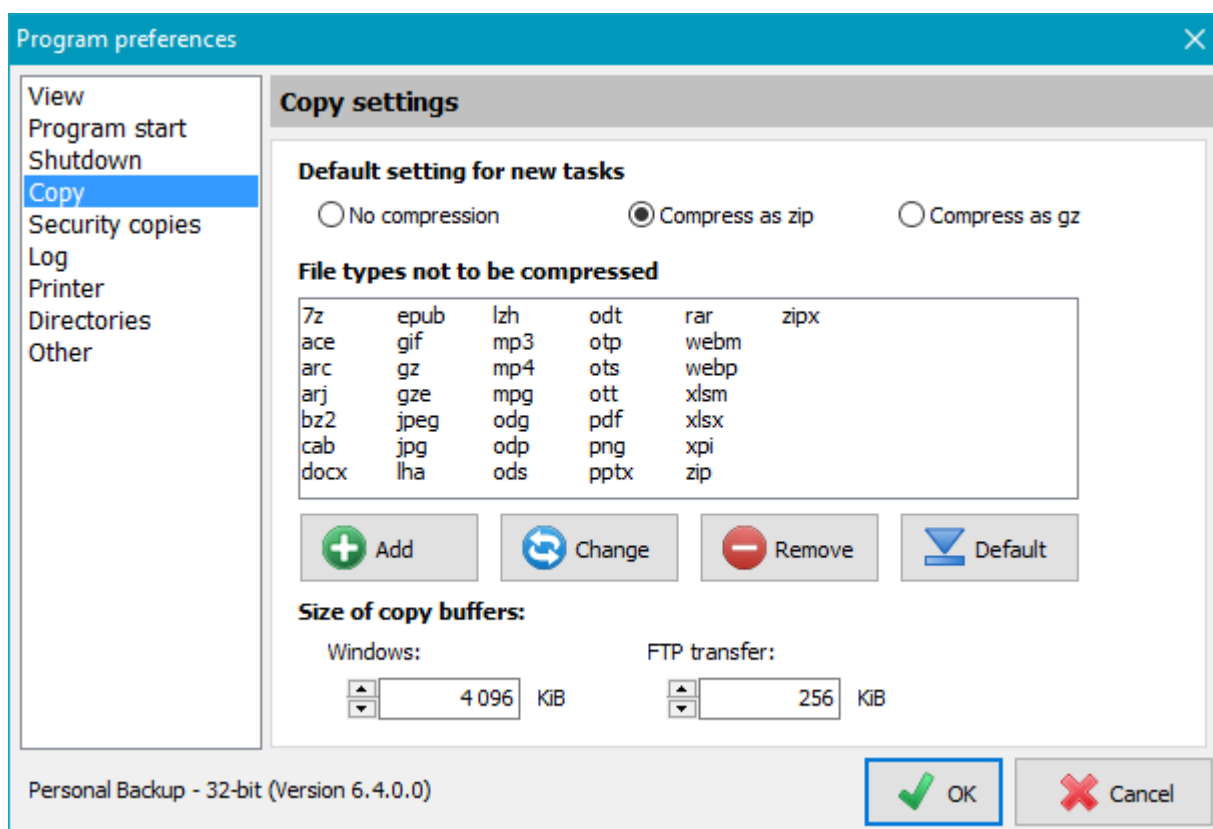 Program preferences
View
Program start
Shutdown
Copy
Security copies
Log
Printer
Directories
Other
Copy settings
Default setting for new tasks
No compression Compress as zip Compress as gz
File types not to be compressed
7z epub lzh odt rar zipx
ace gif mp3 otp webm
arc gz mp4 ots webp
arj gze mpg ott xlsm
bz2 jpeg odg pdf xlsx
cab jpg odp png xpi
docx lha ods pptx zip
Add Change Remove Default
Size of copy buffers:
Windows: FTP transfer:
4 096 KiB 256 KiB
Personal Backup - 32-bit (Version 6.4.0.0)
OK Cancel